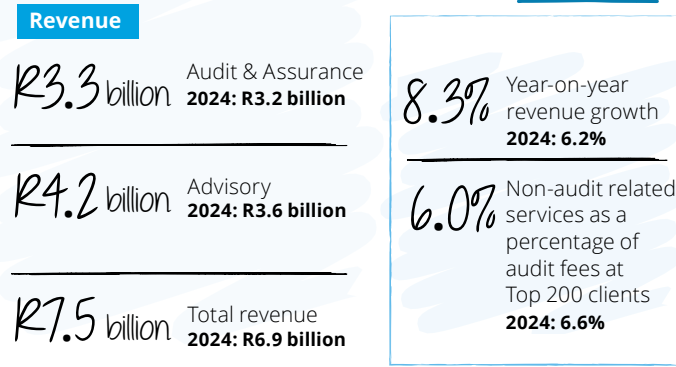 Revenue
R3.3 billion
Audit & Assurance
2024: R3.2 billion
R4.2 billion
Advisory
2024: R3.6 billion
R7.5 billion
Total revenue
2024: R6.9 billion
8.3%
Year-on-year
revenue growth
2024: 6.2%
6.0%
Non-audit related
services as a
percentage of
audit fees at
Top 200 clients
2024: 6.6%